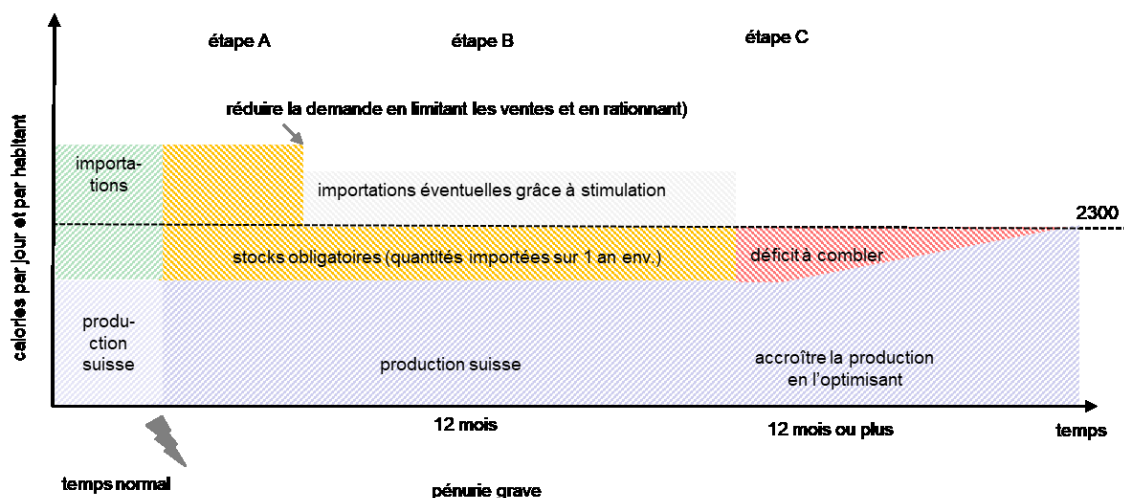 étape A
étape B
étape C
réduire la demande en limitant les ventes et en rationnant)
calories par jour et par habitant
importa-
tions
importations éventuelles grâce à stimulation
2300
stocks obligatoires (quantités importées sur 1 an env.)
déficit à combler
produ-
ction
suisse
production suisse
accroître la production
en l'optimisant
12 mois
12 mois ou plus
temps
temps normal
pénurie grave